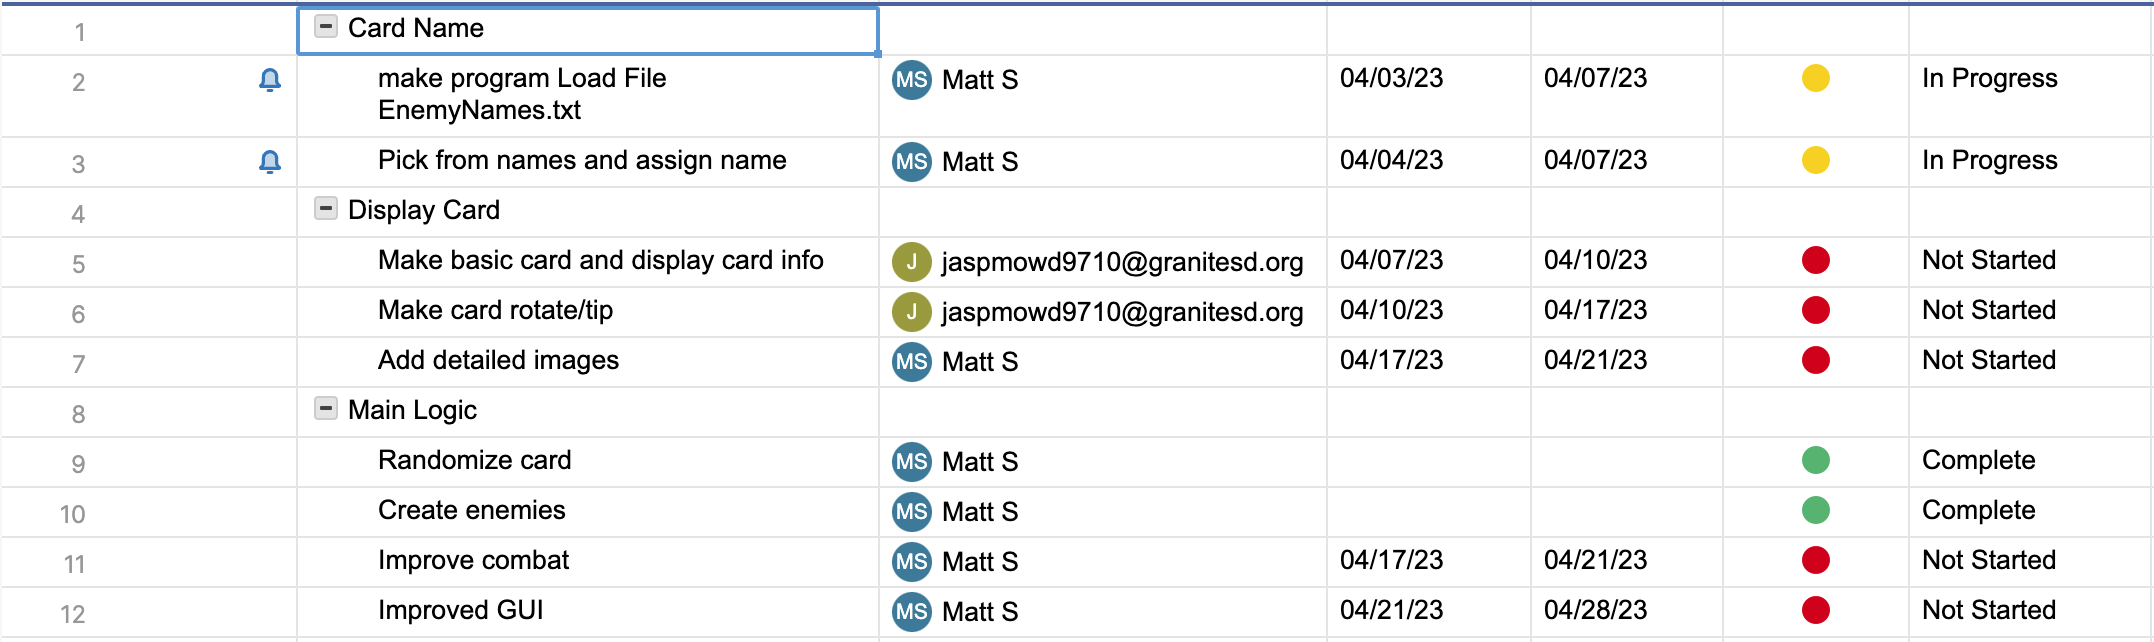 1 Card Name
2 make program Load File MS Matt S 04/03/23 04/07/23 In Progress
EnemyNames.txt
3 Pick from names and assign name MS Matt S 04/04/23 04/07/23 In Progress
4 Display Card
5 Make basic card and display card info J jaspmowd9710@granitesd.org 04/07/23 04/10/23 Not Started
6 Make card rotate/tip J jaspmowd9710@granitesd.org 04/10/23 04/17/23 Not Started
7 Add detailed images MS Matt S 04/17/23 04/21/23 Not Started
8 Main Logic
9 Randomize card MS Matt S Complete
10 Create enemies MS Matt S Complete
11 Improve combat MS Matt S 04/17/23 04/21/23 Not Started
12 Improved GUI MS Matt S 04/21/23 04/28/23 Not Started